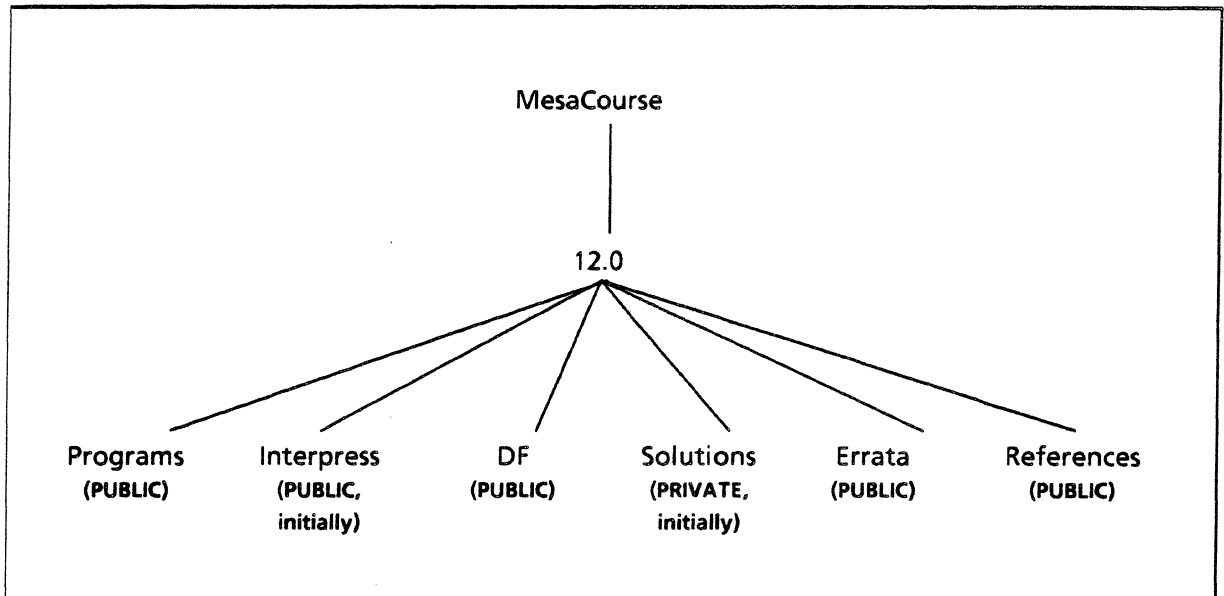 MesaCourse
12.0
Programs Interpress DF Solutions Errata References
(PUBLIC) (PUBLIC, (PUBLIC) (PRIVATE, (PUBLIC) (PUBLIC)
initially) initially)